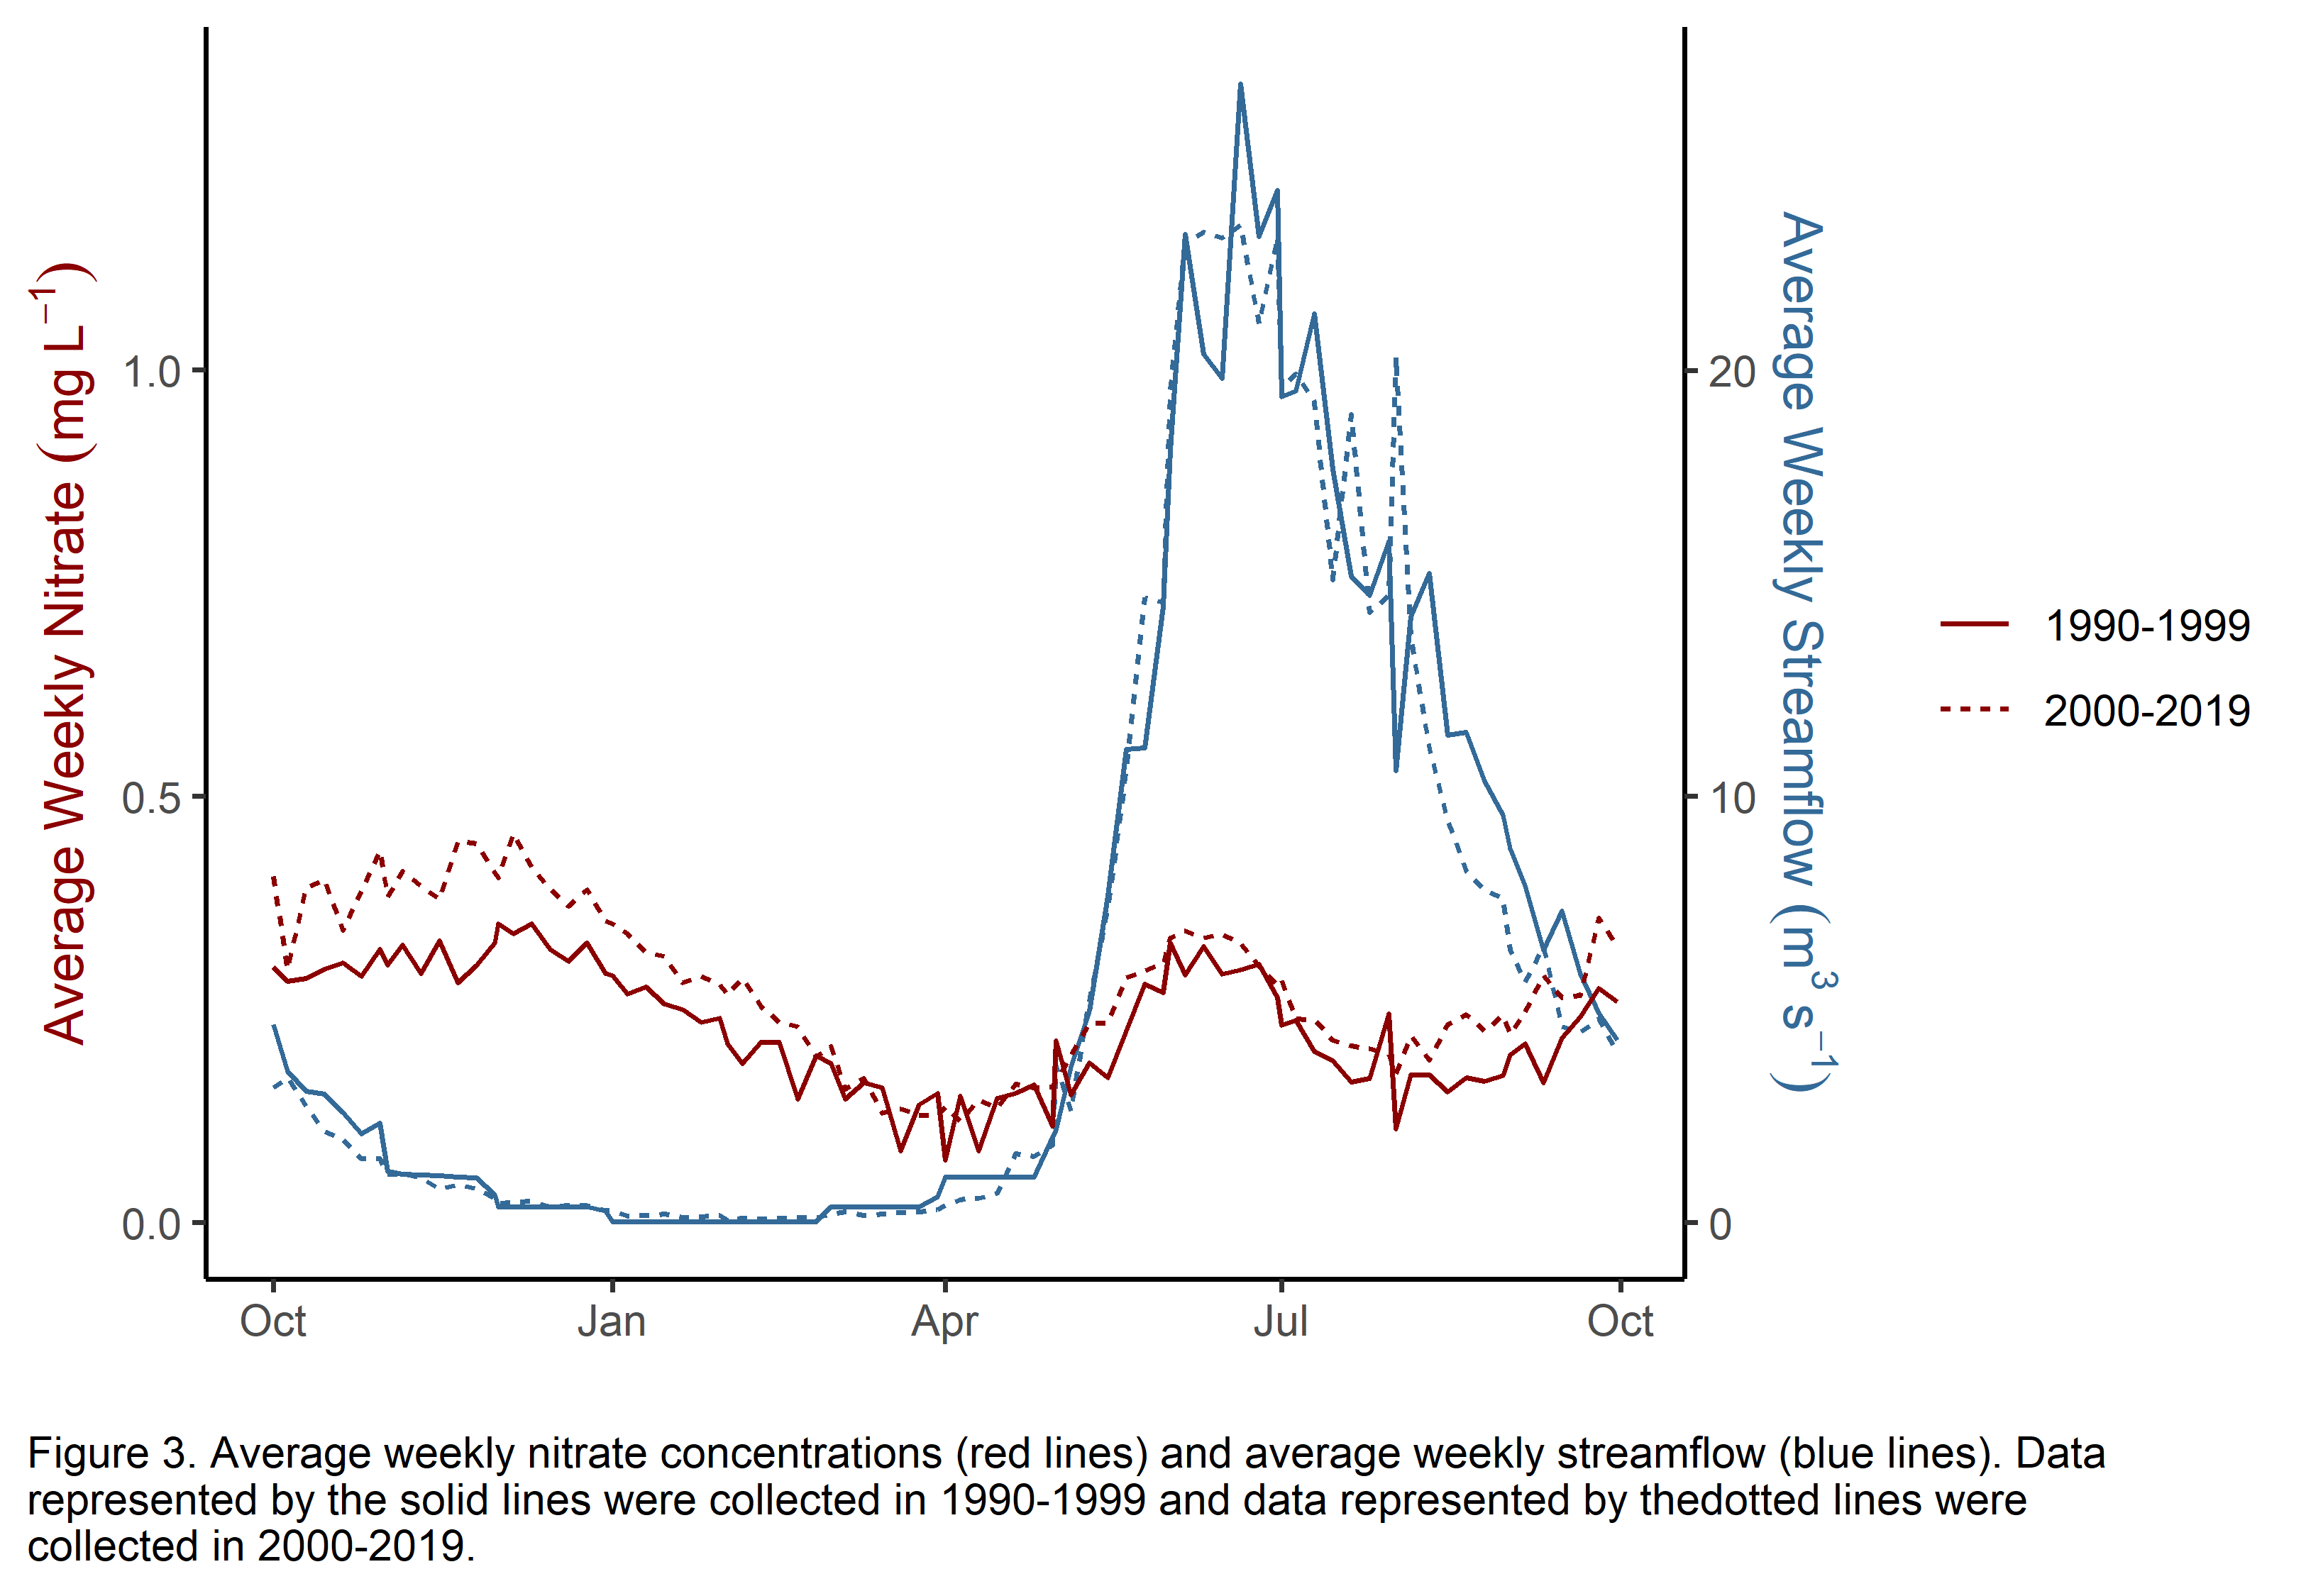 Average Weekly Nitrate (mg L⁻¹)
1.0
0.5
0.0
20
10
0
Average Weekly Streamflow (m³ s⁻¹)
1990-1999
2000-2019
Oct Jan Apr Jul Oct
Figure 3. Average weekly nitrate concentrations (red lines) and average weekly streamflow (blue lines). Data
represented by the solid lines were collected in 1990-1999 and data represented by thedotted lines were
collected in 2000-2019.